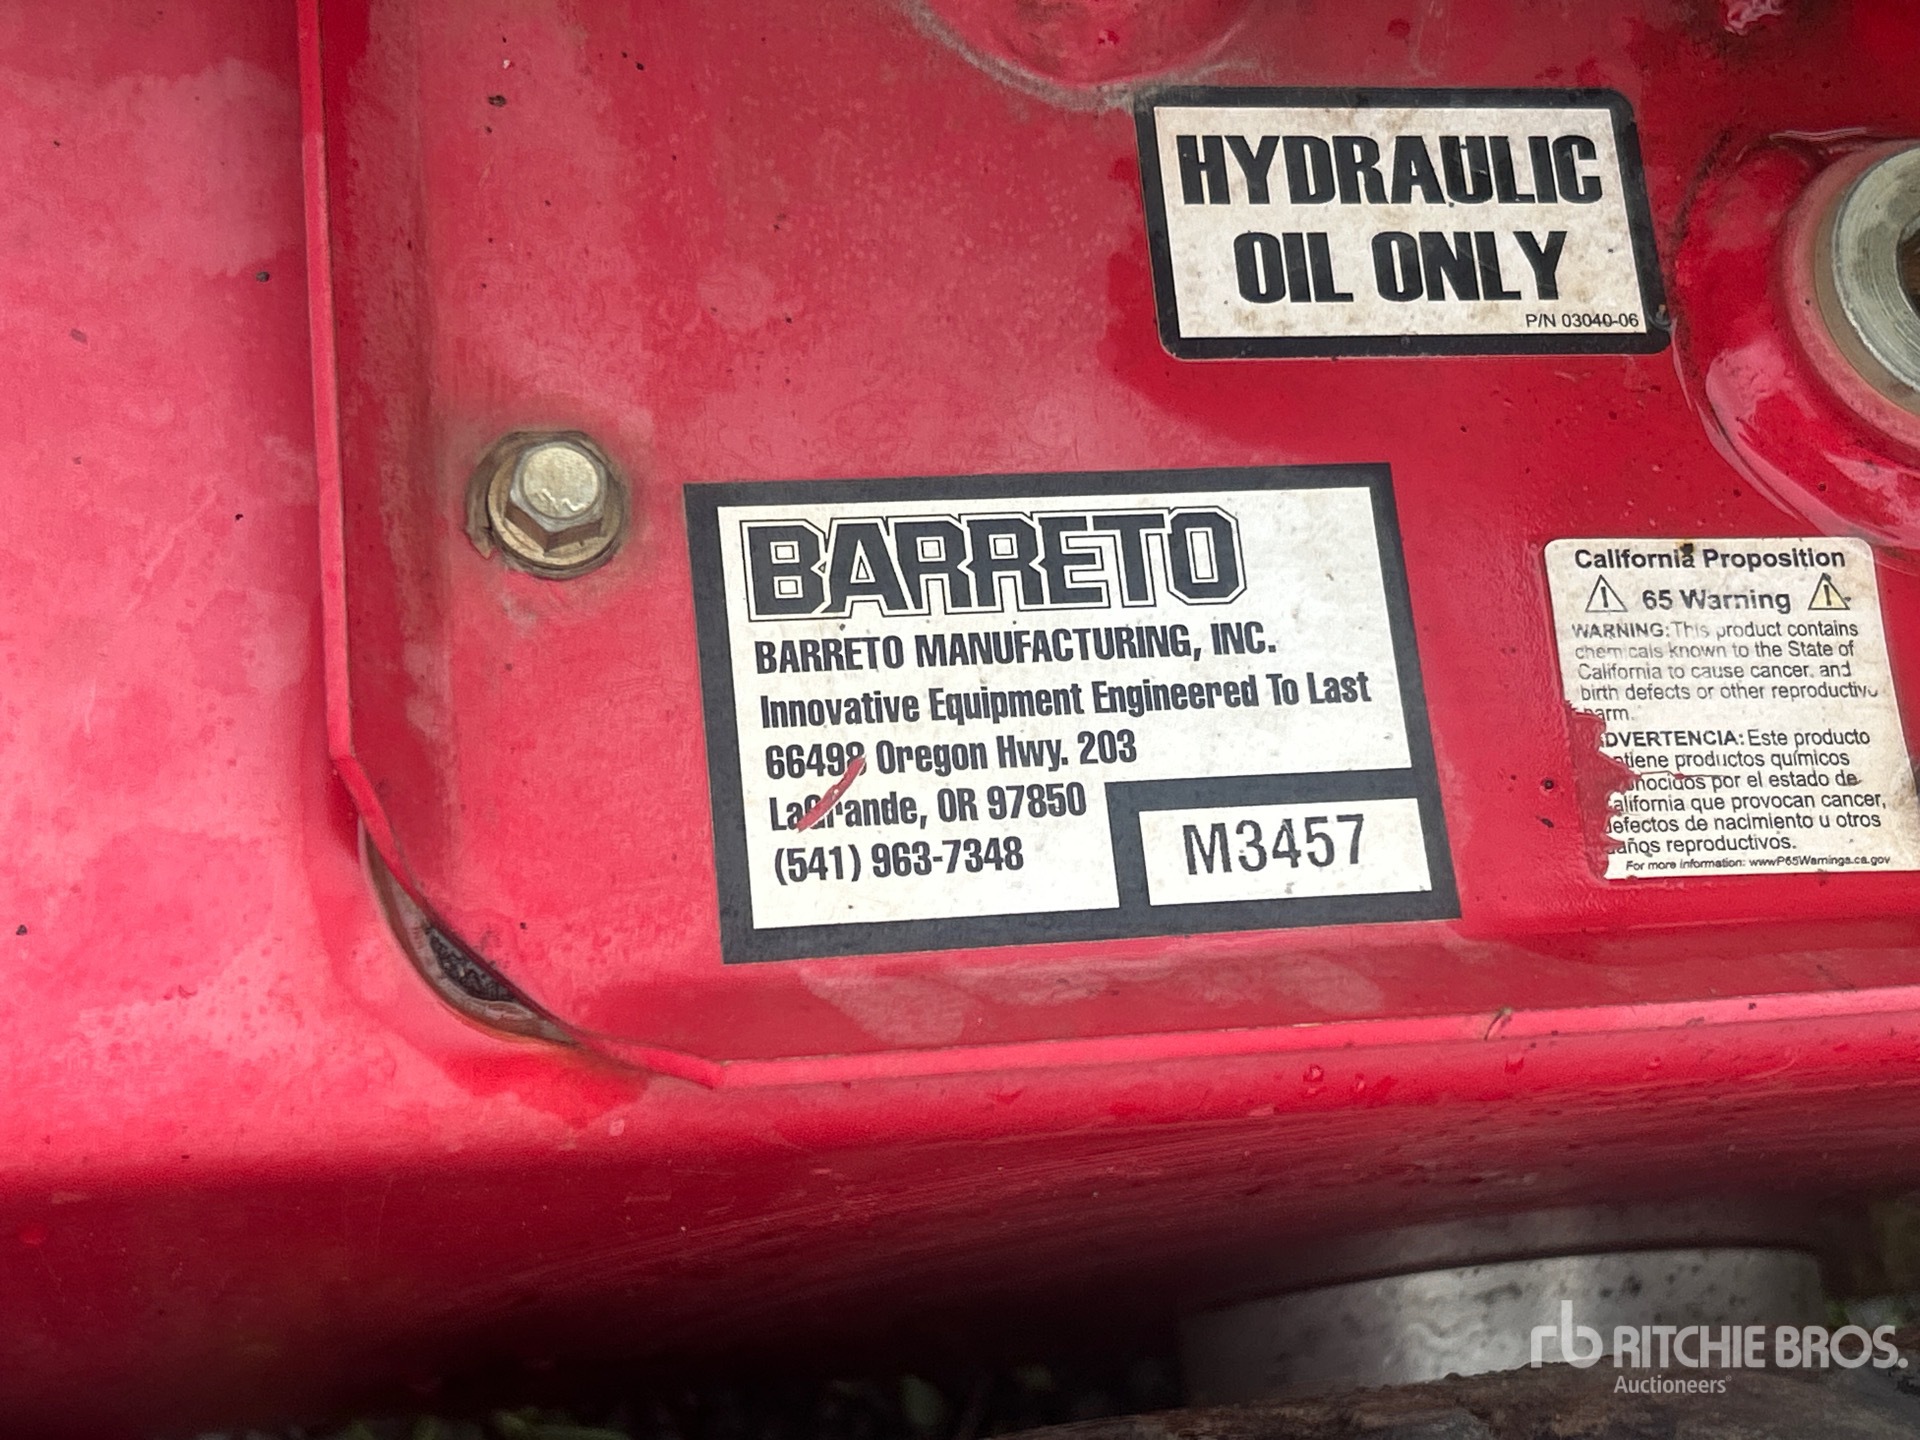 HYDRAULIC
OIL ONLY
P/N 03040-06
BARRETO
BARRETO MANUFACTURING, INC.
Innovative Equipment Engineered To Last
66498 Oregon Hwy. 203
LaGrande, OR 97850
(541) 963-7348
M3457
California Proposition
65 Warning
WARNING: This product contains
chemicals known to the State of
California to cause cancer, and
birth defects or other reproductive
harm.
ADVERTENCIA: Este producto
contiene productos químicos
conocidos por el estado de
California que provocan cancer,
defectos de nacimiento u otros
daños reproductivos.
For more information: www.P65Warnings.ca.gov
rb RITCHIE BROS.
Auctioneers